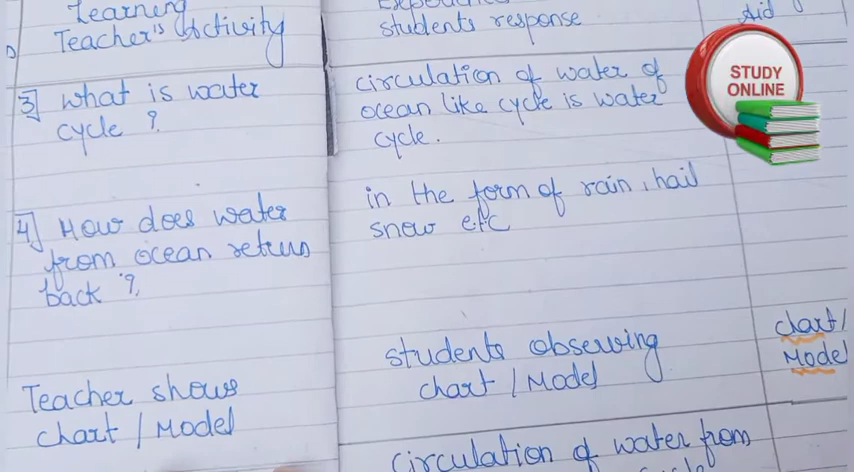 Learning
Teacher's Activity
students response
Aid
3] what is water
cycle ?
circulation of water of
ocean like cycle is water
cycle.
STUDY
ONLINE
4] How does water
from ocean return
back ?
in the form of rain, hail
snow etc
Teacher shows
chart / Model
students observing
chart / Model
chart/
Model
circulation of water from